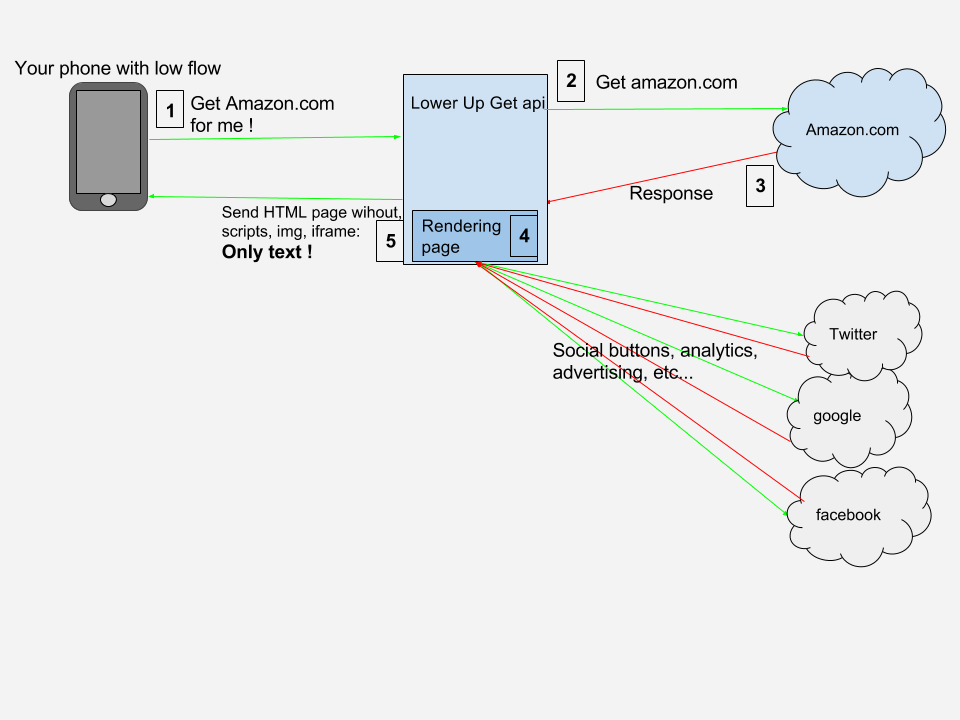 Your phone with low flow
1
Get Amazon.com
for me !
Lower Up Get api
2
Get amazon.com
Amazon.com
Response
3
Send HTML page wihout,
scripts, img, iframe:
Only text !
5
Rendering
page
4
Twitter
Social buttons, analytics,
advertising, etc...
google
facebook